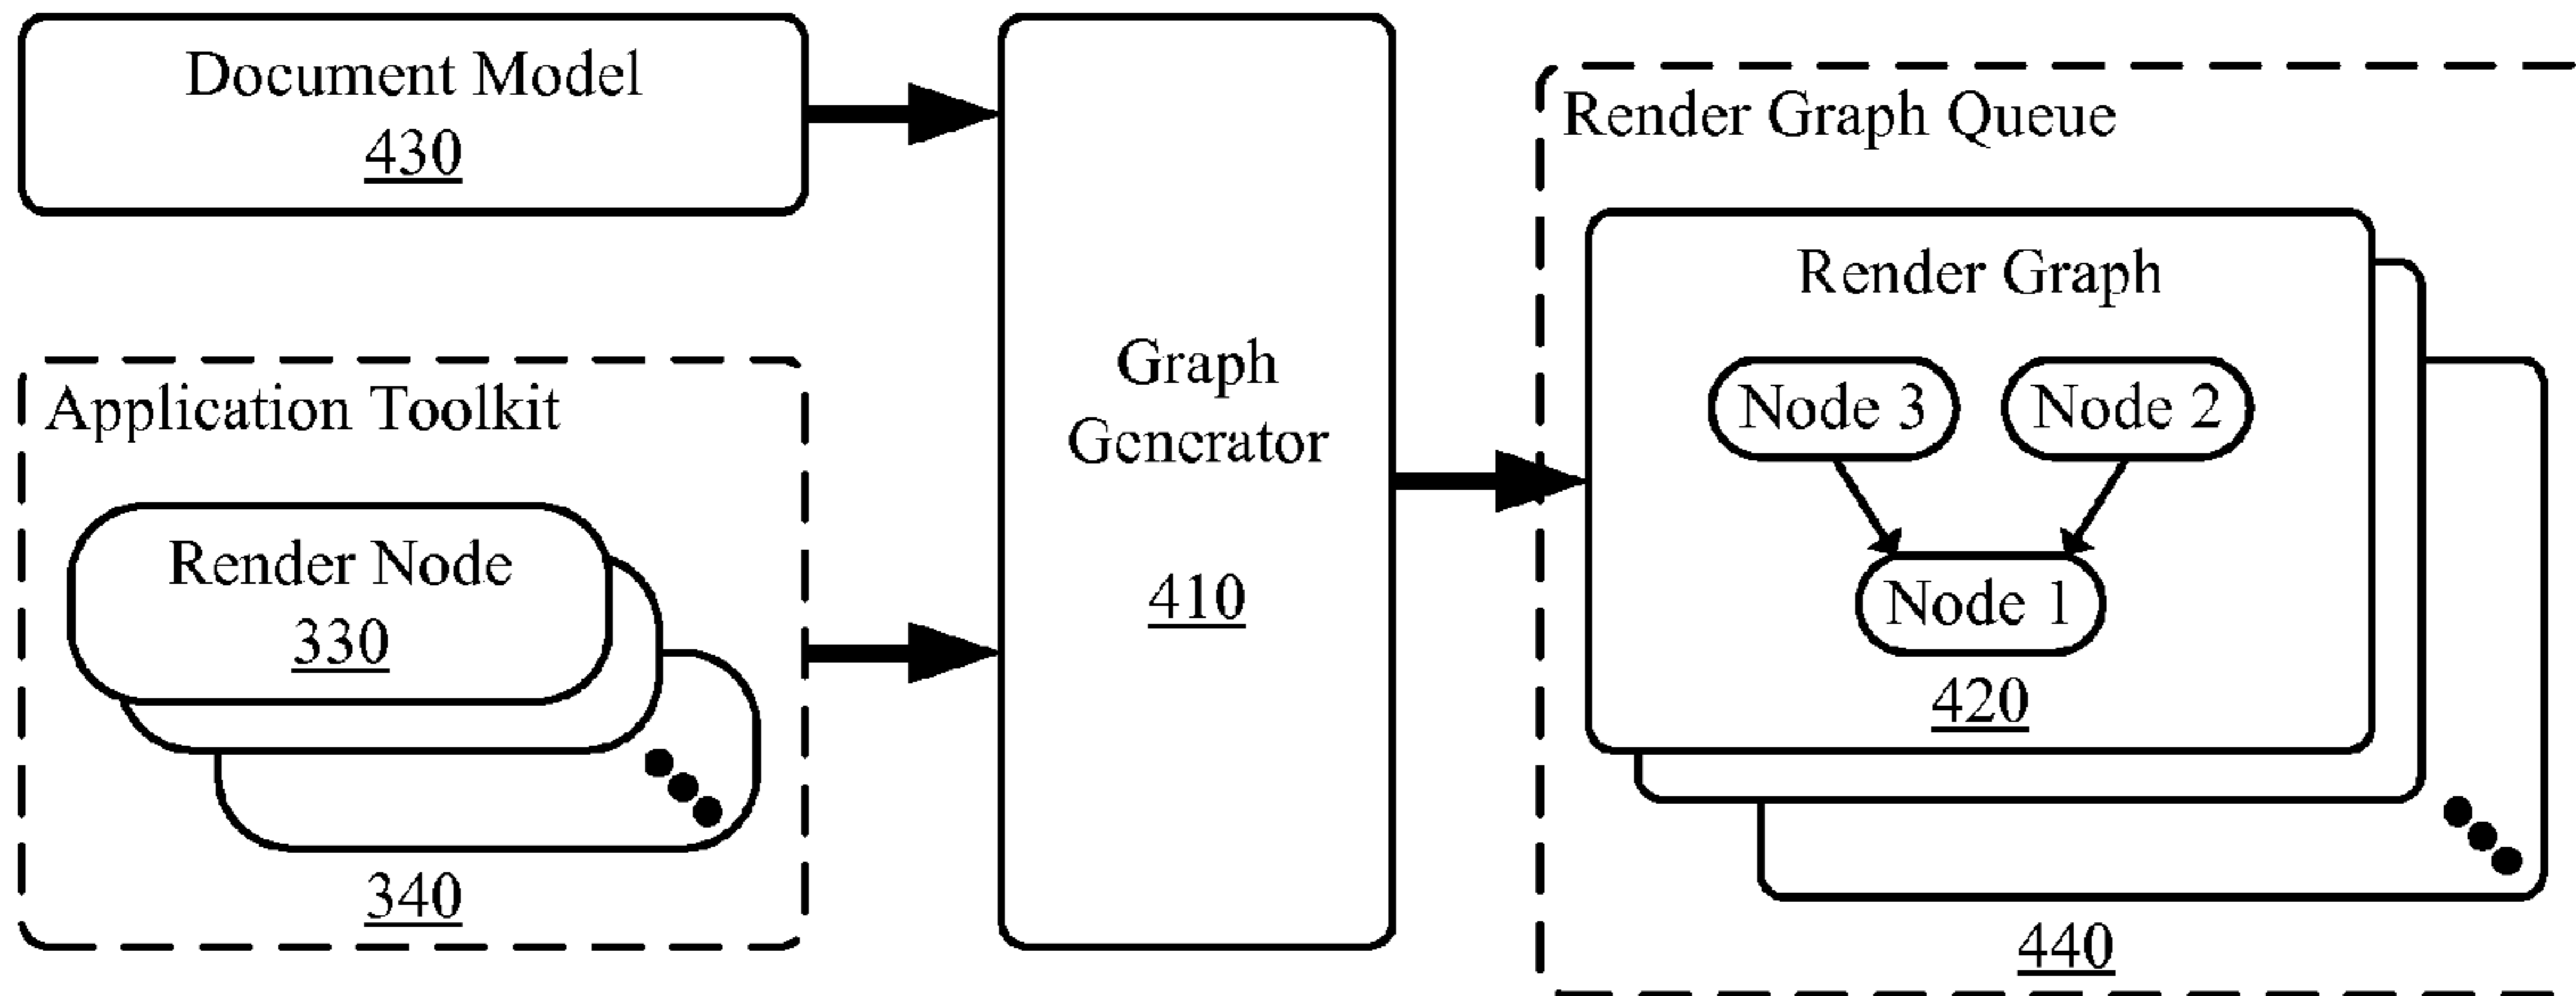 Document Model
430
Application Toolkit
Render Node
330
340
Graph
Generator
410
Render Graph Queue
Render Graph
Node 3
Node 2
Node 1
420
440